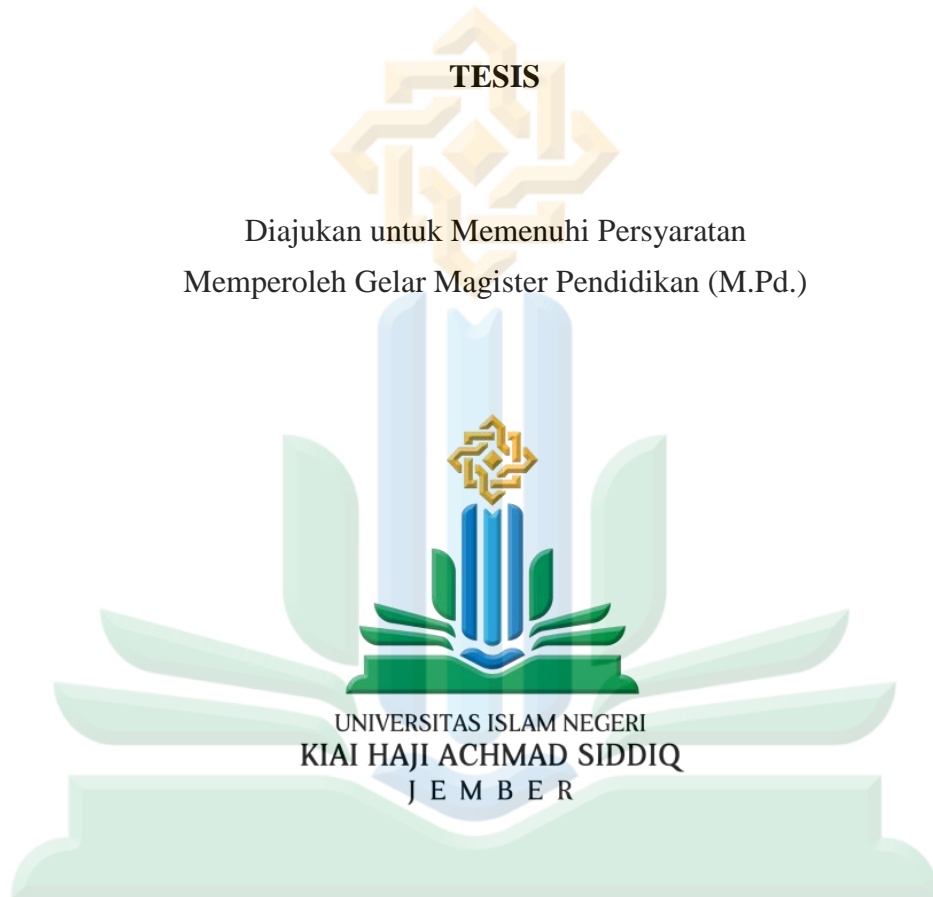 TESIS
Diajukan untuk Memenuhi Persyaratan
Memperoleh Gelar Magister Pendidikan (M.Pd.)
UNIVERSITAS ISLAM NEGERI
KIAI HAJI ACHMAD SIDDIQ
J E M B E R